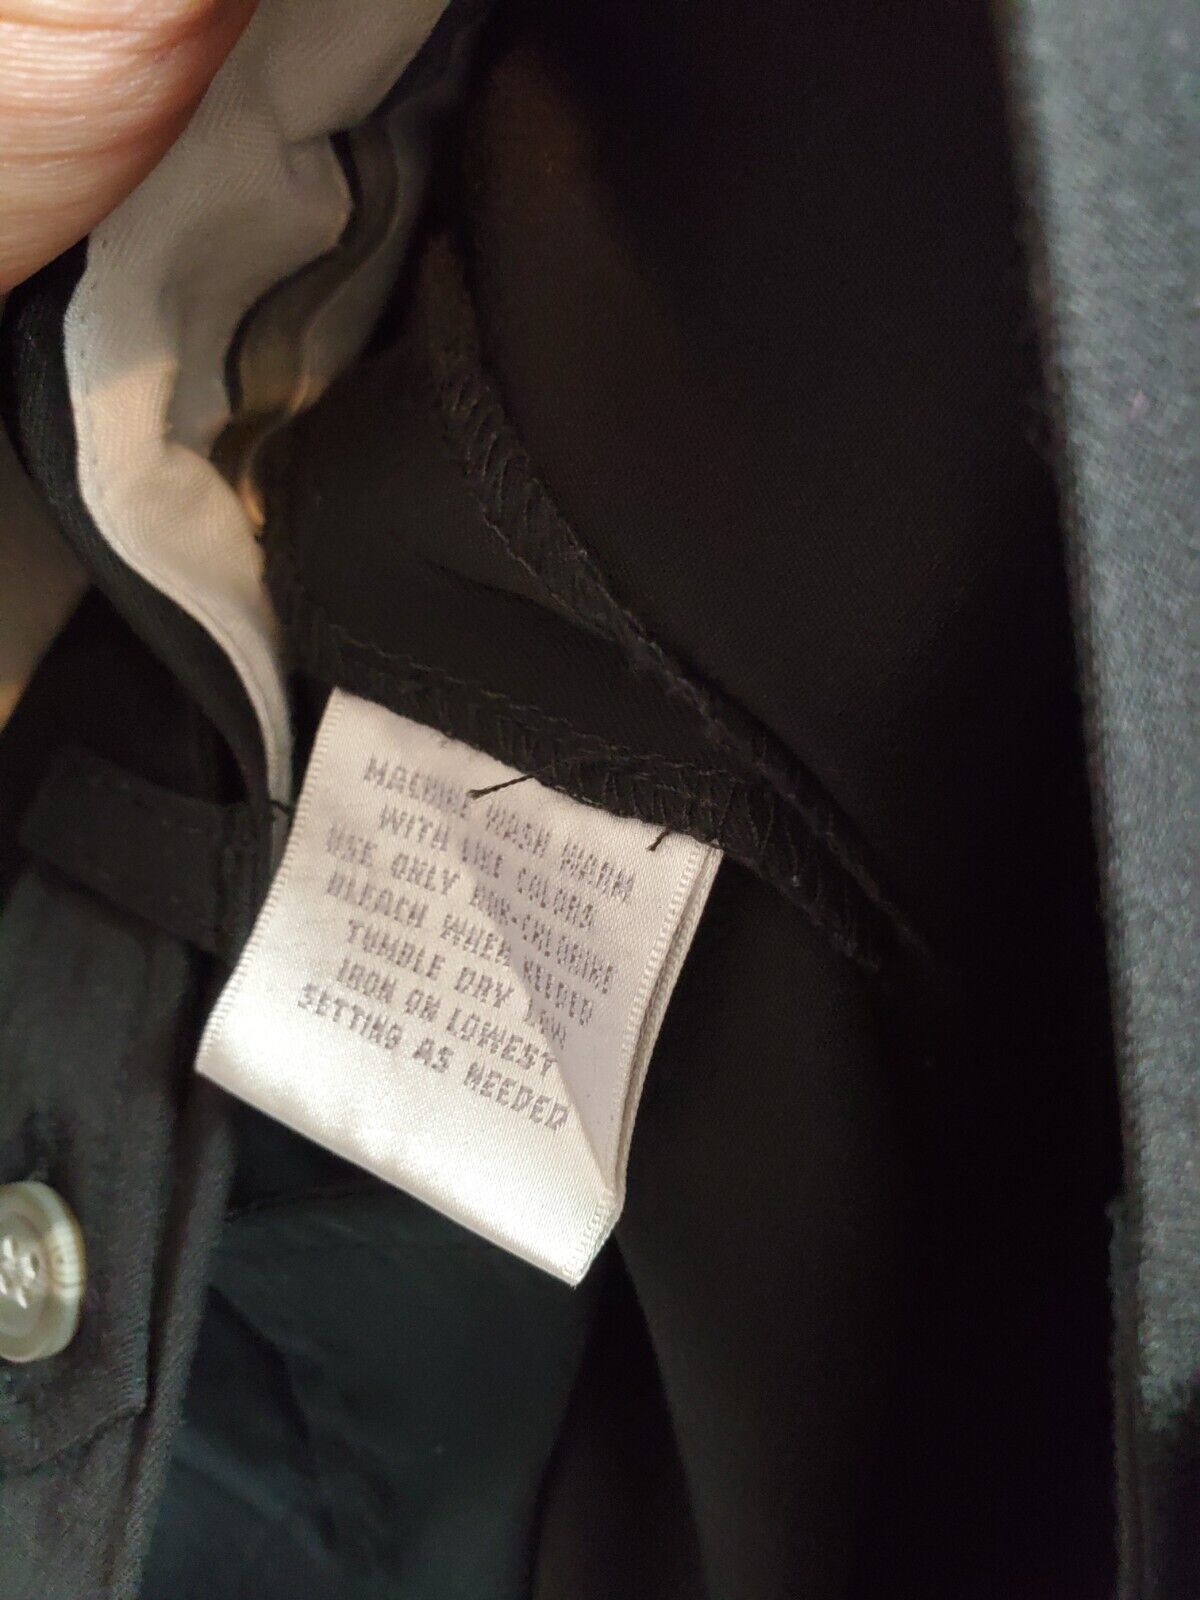 MACHINE WASH WARM
WITH LIKE COLORS
USE ONLY NON-CHLORINE
BLEACH WHEN NEEDED
TUMBLE DRY LOW
IRON ON LOWEST
SETTING AS NEEDED